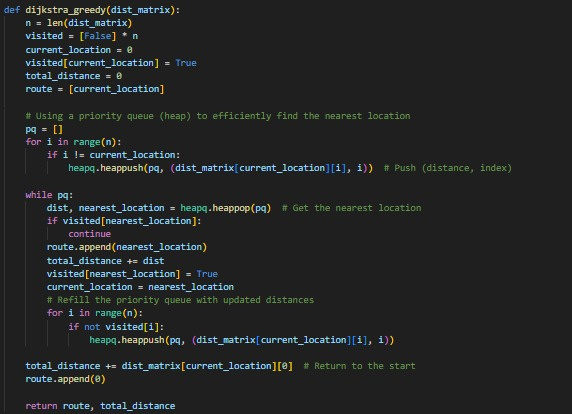 def dijkstra_greedy(dist_matrix):
    n = len(dist_matrix)
    visited = [False] * n
    current_location = 0
    visited[current_location] = True
    total_distance = 0
    route = [current_location]

    # Using a priority queue (heap) to efficiently find the nearest location
    pq = []
    for i in range(n):
        if i != current_location:
            heapq.heappush(pq, (dist_matrix[current_location][i], i))  # Push (distance, index)

    while pq:
        dist, nearest_location = heapq.heappop(pq)  # Get the nearest location
        if visited[nearest_location]:
            continue
        route.append(nearest_location)
        total_distance += dist
        visited[nearest_location] = True
        current_location = nearest_location
        # Refill the priority queue with updated distances
        for i in range(n):
            if not visited[i]:
                heapq.heappush(pq, (dist_matrix[current_location][i], i))

    total_distance += dist_matrix[current_location][0]  # Return to the start
    route.append(0)

    return route, total_distance